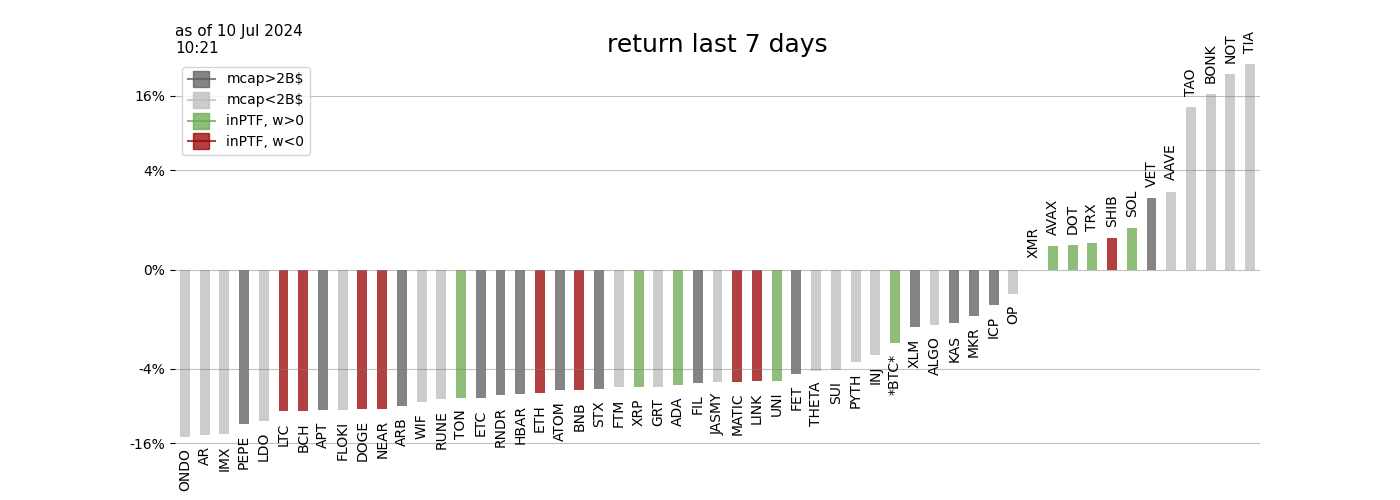 as of 10 Jul 2024
10:21
return last 7 days
mcap>2B$
mcap<2B$
inPTF, w>0
inPTF, w<0
16%
4%
0%
-4%
-16%
ONDO
AR
IMX
PEPE
LDO
LTC
BCH
APT
FLOKI
DOGE
NEAR
ARB
WIF
RUNE
TON
ETC
RNDR
HBAR
ETH
ATOM
BNB
STX
FTM
XRP
GRT
ADA
FIL
JASMY
MATIC
LINK
UNI
FET
THETA
SUI
PYTH
INJ
*BTC*
XLM
ALGO
KAS
MKR
ICP
OP
XMR
AVAX
DOT
TRX
SHIB
SOL
VET
AAVE
TAO
BONK
NOT
TIA